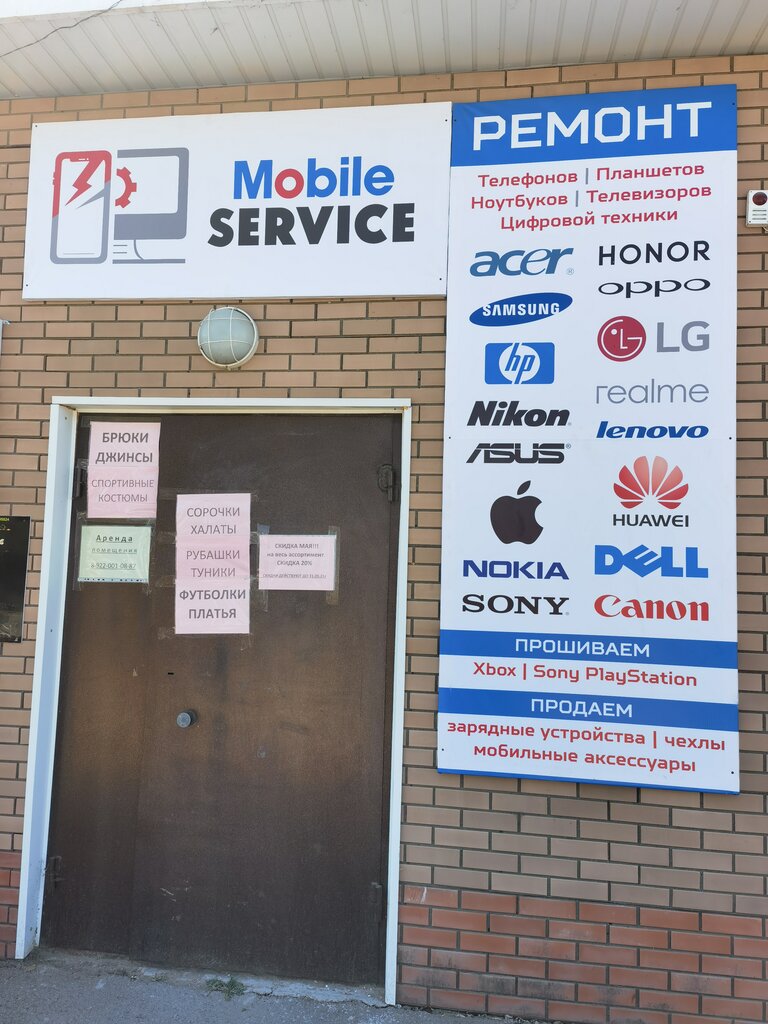 Mobile
SERVICE
РЕМОНТ
Телефонов | Планшетов
Ноутбуков | Телевизоров
Цифровой техники
acer
HONOR
oppo
SAMSUNG
LG
hp
realme
Nikon
lenovo
ASUS
HUAWEI
NOKIA
DELL
SONY
Canon
ПРОШИВАЕМ
Xbox | Sony PlayStation
ПРОДАЕМ
зарядные устройства | чехлы
мобильные аксессуары
БРЮКИ
ДЖИНСЫ
СПОРТИВНЫЕ
КОСТЮМЫ
Аренда
помещения
СОРОЧКИ
ХАЛАТЫ
РУБАШКИ
ТУНИКИ
ФУТБОЛКИ
ПЛАТЬЯ
СКИДКА МАЯ!!!
на весь ассортимент
СКИДКА 20%